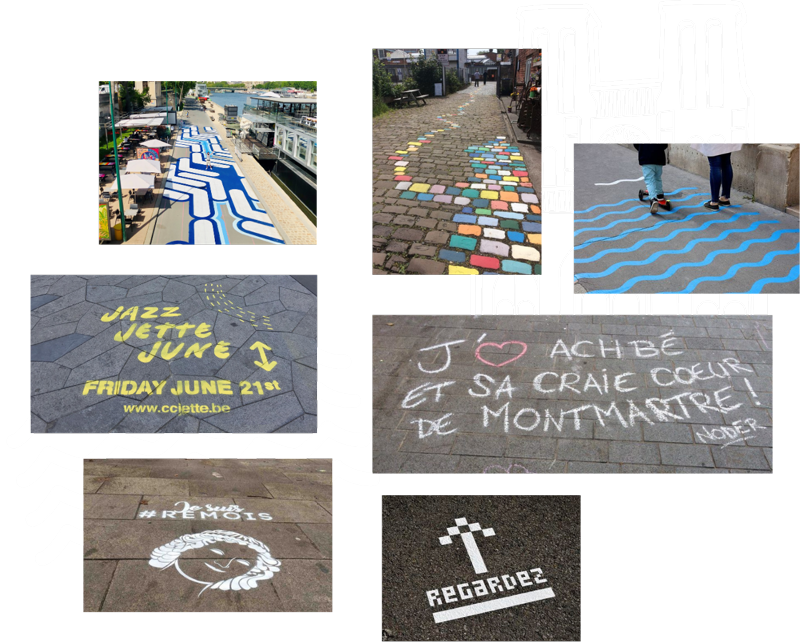 JAZZ
JETTE
JUNE
FRIDAY JUNE 21st
www.ccjette.be
J'♡ ACHBÉ
ET SA CRAIE COEUR
DE MONTMARTRE!
NODER
Je suis
#REMOIS
REGARDEZ